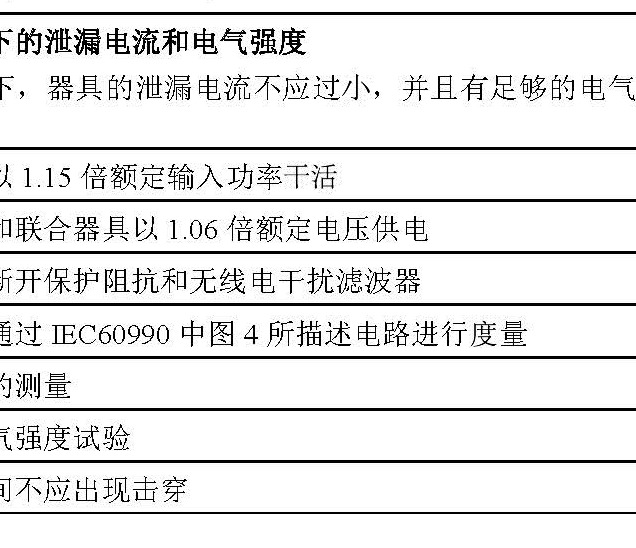 下的泄漏电流和电气强度
下，器具的泄漏电流不应过小，并且有足够的电气
以 1.15 倍额定输入功率干活
和联合器具以 1.06 倍额定电压供电
断开保护阻抗和无线电干扰滤波器
通过 IEC60990 中图 4 所描述电路进行度量
的测量
气强度试验
间不应出现击穿